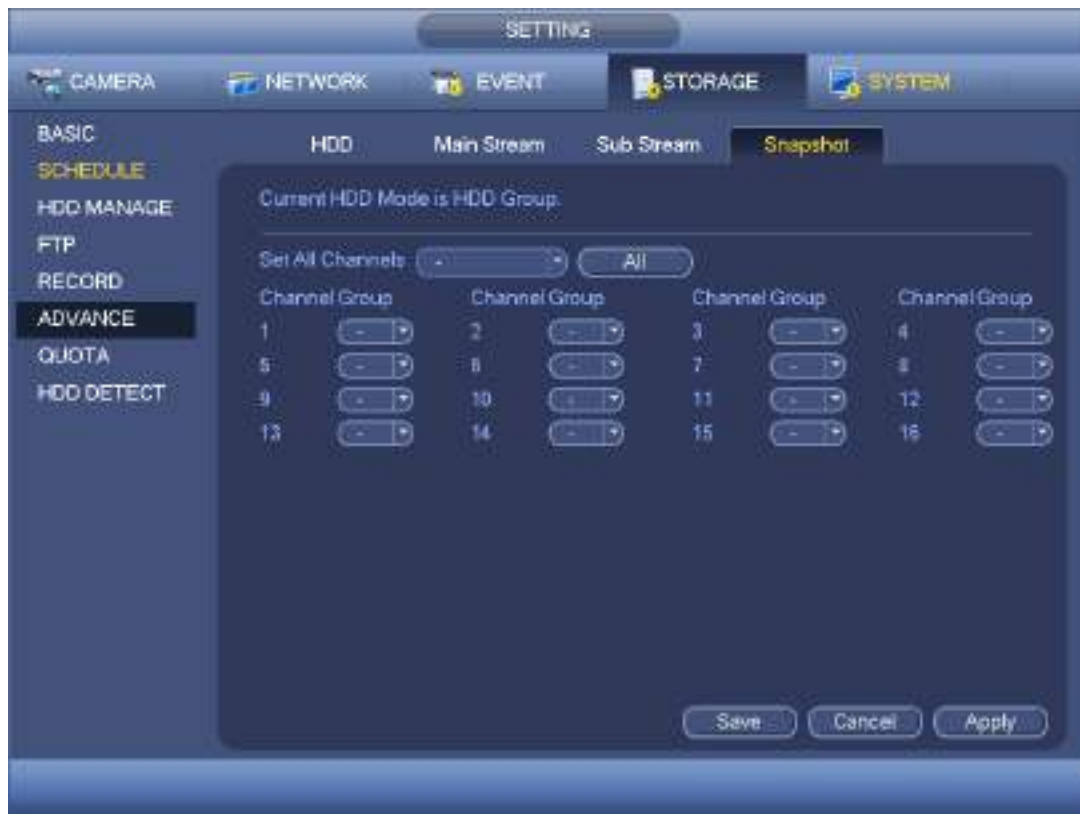 SETTING
CAMERA NETWORK EVENT STORAGE SYSTEM
BASIC
SCHEDULE
HDD MANAGE
FTP
RECORD
ADVANCE
QUOTA
HDD DETECT
HDD Main Stream Sub Stream Snapshot
Current HDD Mode is HDD Group.
Set All Channels - All
Channel Group Channel Group Channel Group Channel Group
1 - 2 - 3 - 4 -
5 - 6 - 7 - 8 -
9 - 10 - 11 - 12 -
13 - 14 - 15 - 16 -
Save Cancel Apply